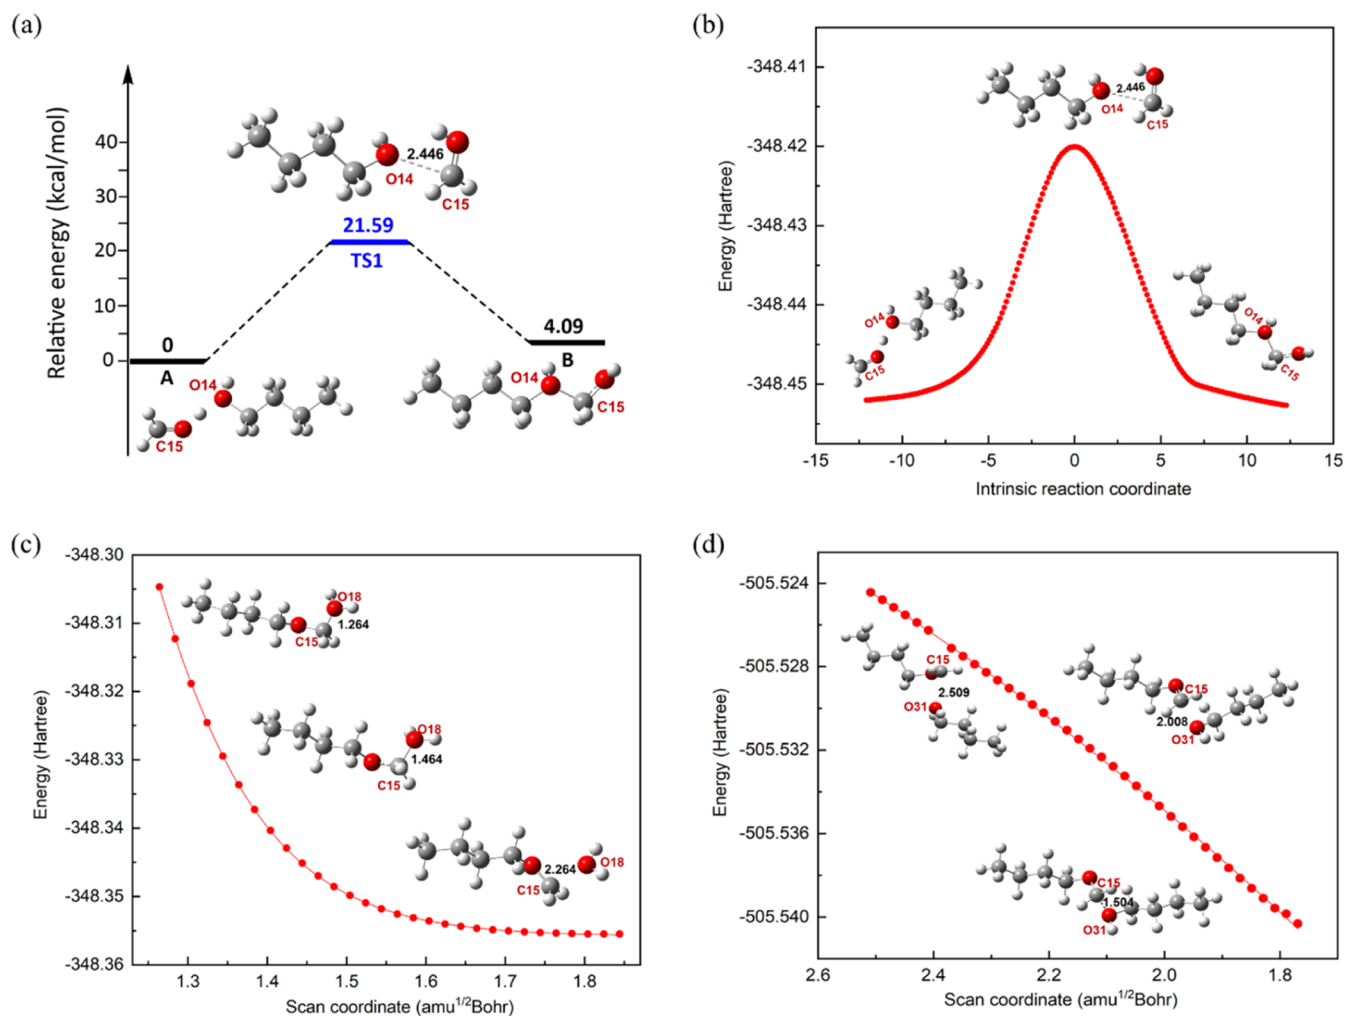 (a)
Relative energy (kcal/mol)
40
30
20
10
0
2.446
O14
C15
21.59
TS1
0
A
4.09
B
O14
C15
O14
C15
(b)
Energy (Hartree)
-348.41
-348.42
-348.43
-348.44
-348.45
2.446
O14
C15
O14
C15
O14
C15
-15
-10
-5
0
5
10
15
Intrinsic reaction coordinate
(c)
Energy (Hartree)
-348.30
-348.31
-348.32
-348.33
-348.34
-348.35
-348.36
O18
1.264
C15
O18
1.464
C15
2.264
O18
C15
1.3
1.4
1.5
1.6
1.7
1.8
Scan coordinate (amu1/2Bohr)
(d)
Energy (Hartree)
-505.524
-505.528
-505.532
-505.536
-505.540
C15
2.509
O31
C15
2.008
O31
C15
1.504
O31
2.6
2.4
2.2
2.0
1.8
Scan coordinate (amu1/2Bohr)